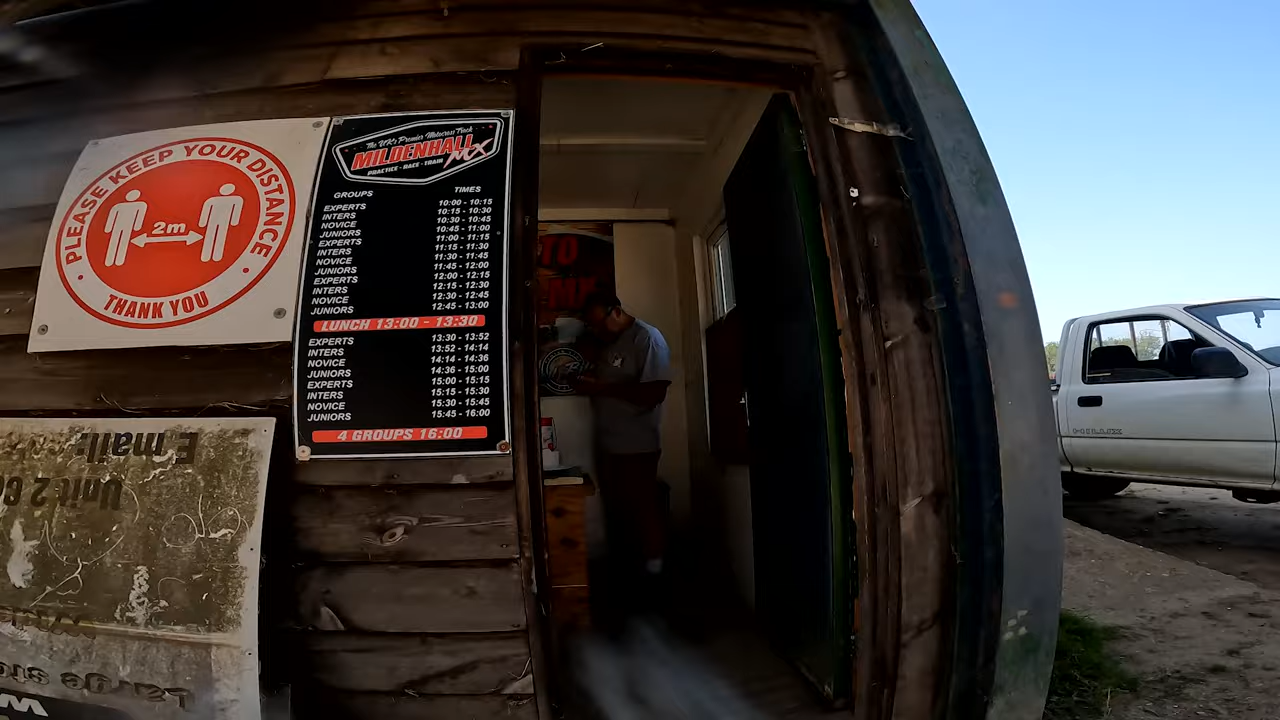 PLEASE KEEP YOUR DISTANCE
2m
THANK YOU
The UK's Premier Motocross Track
MILDENHALL MX
PRACTICE - RACE - TRAIN
GROUPS TIMES
EXPERTS 10:00 - 10:15
INTERS 10:15 - 10:30
NOVICE 10:30 - 10:45
JUNIORS 10:45 - 11:00
EXPERTS 11:00 - 11:15
INTERS 11:15 - 11:30
NOVICE 11:30 - 11:45
JUNIORS 11:45 - 12:00
EXPERTS 12:00 - 12:15
INTERS 12:15 - 12:30
NOVICE 12:30 - 12:45
JUNIORS 12:45 - 13:00
LUNCH 13:00 - 13:30
EXPERTS 13:30 - 13:52
INTERS 13:52 - 14:14
NOVICE 14:14 - 14:36
JUNIORS 14:36 - 15:00
EXPERTS 15:00 - 15:15
INTERS 15:15 - 15:30
NOVICE 15:30 - 15:45
JUNIORS 15:45 - 16:00
4 GROUPS 16:00
TO
HILUX
Email:
Unit 2